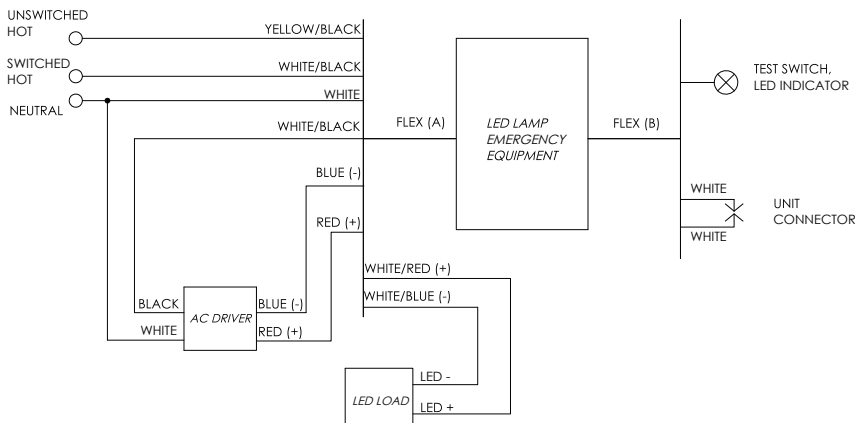 UNSWITCHED
HOT
YELLOW/BLACK
SWITCHED
HOT
WHITE/BLACK
NEUTRAL
WHITE
WHITE/BLACK
BLUE (-)
RED (+)
FLEX (A)
LED LAMP
EMERGENCY
EQUIPMENT
FLEX (B)
TEST SWITCH,
LED INDICATOR
WHITE
UNIT
CONNECTOR
WHITE
WHITE/RED (+)
WHITE/BLUE (-)
BLACK
AC DRIVER
BLUE (-)
WHITE
RED (+)
LED -
LED LOAD
LED +